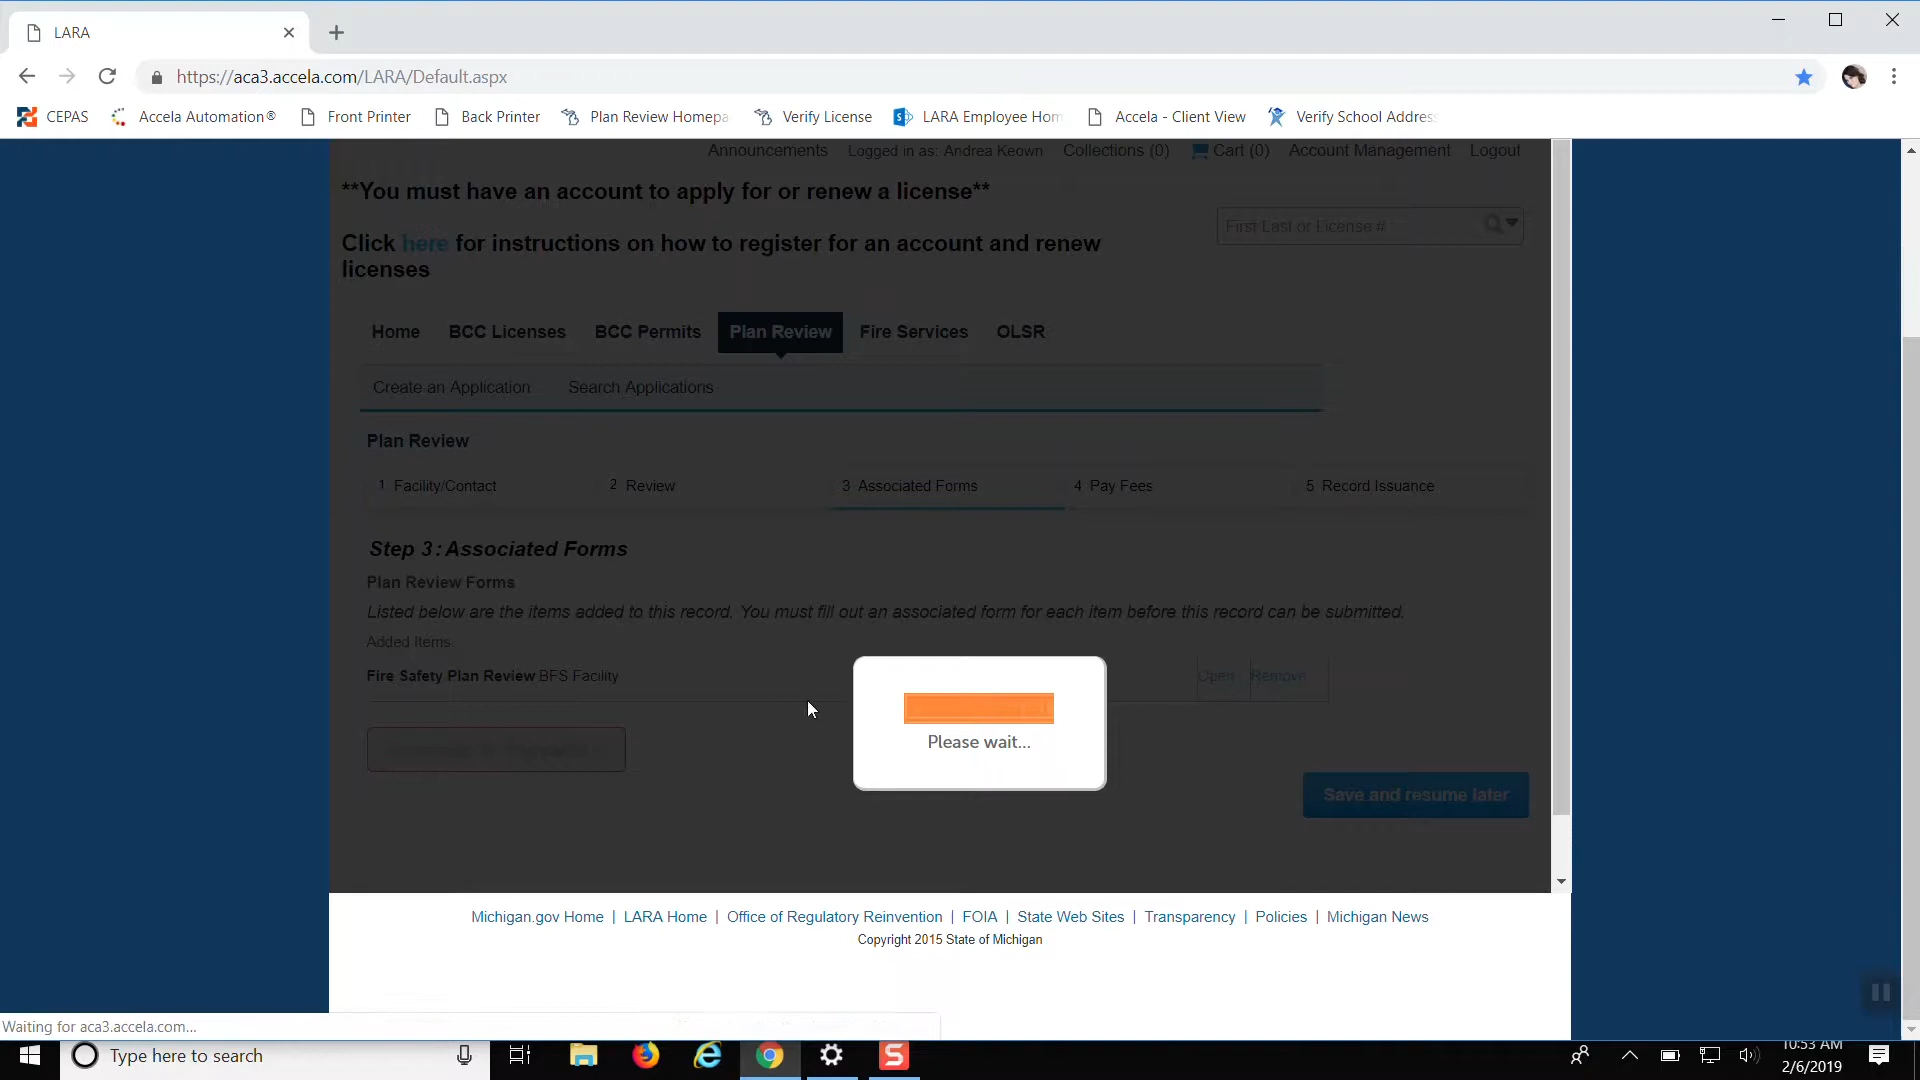 LARA
https://aca3.accela.com/LARA/Default.aspx
CEPAS Accela Automation® Front Printer Back Printer Plan Review Homepa Verify License LARA Employee Hom Accela - Client View Verify School Addres
Announcements Logged in as: Andrea Keown Collections (0) Cart (0) Account Management Logout
**You must have an account to apply for or renew a license**
First Last or License #
Click here for instructions on how to register for an account and renew
licenses
Home BCC Licenses BCC Permits Plan Review Fire Services OLSR
Create an Application Search Applications
Plan Review
1 Facility/Contact 2 Review 3 Associated Forms 4 Pay Fees 5 Record Issuance
Step 3: Associated Forms
Plan Review Forms
Listed below are the items added to this record. You must fill out an associated form for each item before this record can be submitted.
Added Items:
Fire Safety Plan Review BFS Facility Open Remove
Please wait...
Save and resume later
Michigan.gov Home | LARA Home | Office of Regulatory Reinvention | FOIA | State Web Sites | Transparency | Policies | Michigan News
Copyright 2015 State of Michigan
Waiting for aca3.accela.com...
Type here to search
10:53 AM
2/6/2019